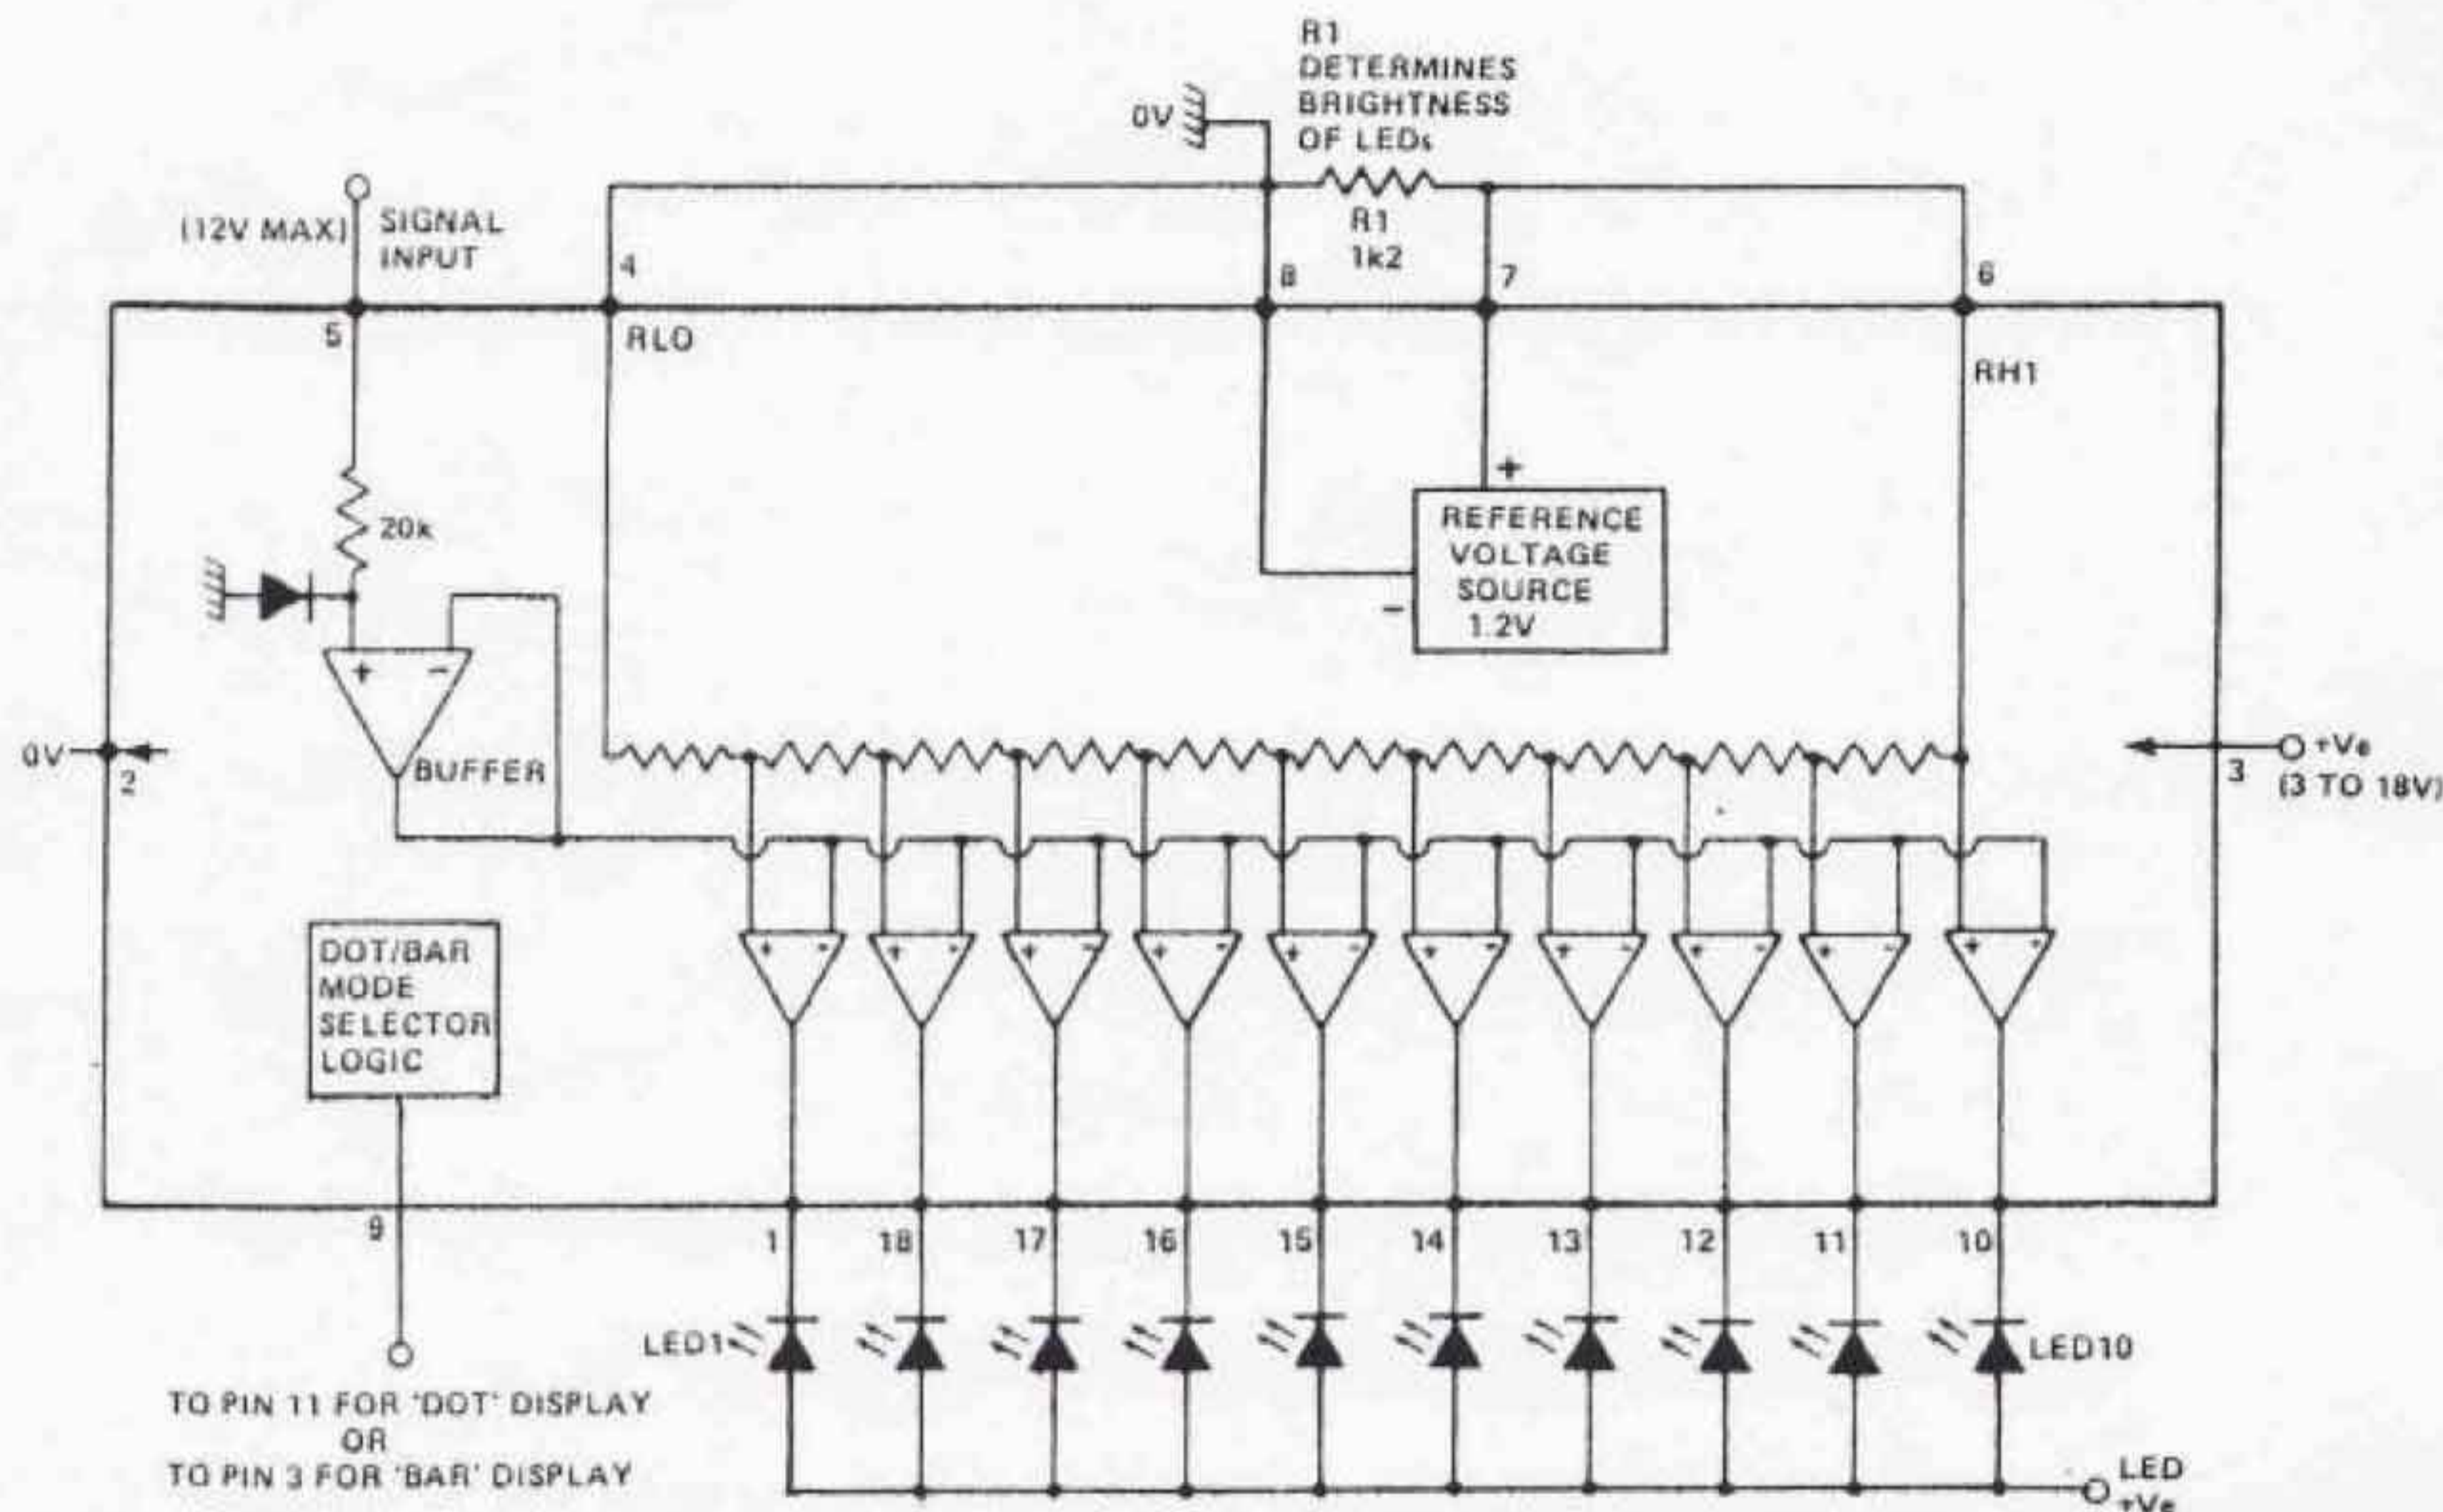 R1
DETERMINES
BRIGHTNESS
OF LEDs
0V
(12V MAX)
SIGNAL
INPUT
R1
1k2
4
8
7
6
5
RLO
RH1
+
20k
REFERENCE
VOLTAGE
SOURCE
1.2V
-
+ -
BUFFER
0V
2
+Ve
3
(3 TO 18V)
DOT/BAR
MODE
SELECTOR
LOGIC
+ - + - + - + - + - + - + - + - + - + -
9
1 18 17 16 15 14 13 12 11 10
LED1
LED10
TO PIN 11 FOR 'DOT' DISPLAY
OR
TO PIN 3 FOR 'BAR' DISPLAY
LED
+Ve